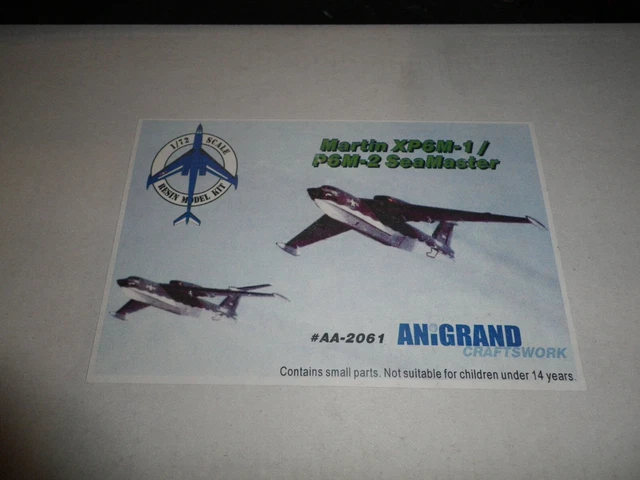 1/72 SCALE
RESIN MODEL KIT
Martin XP6M-1 /
P6M-2 SeaMaster
#AA-2061 ANiGRAND
CRAFTSWORK
Contains small parts. Not suitable for children under 14 years.